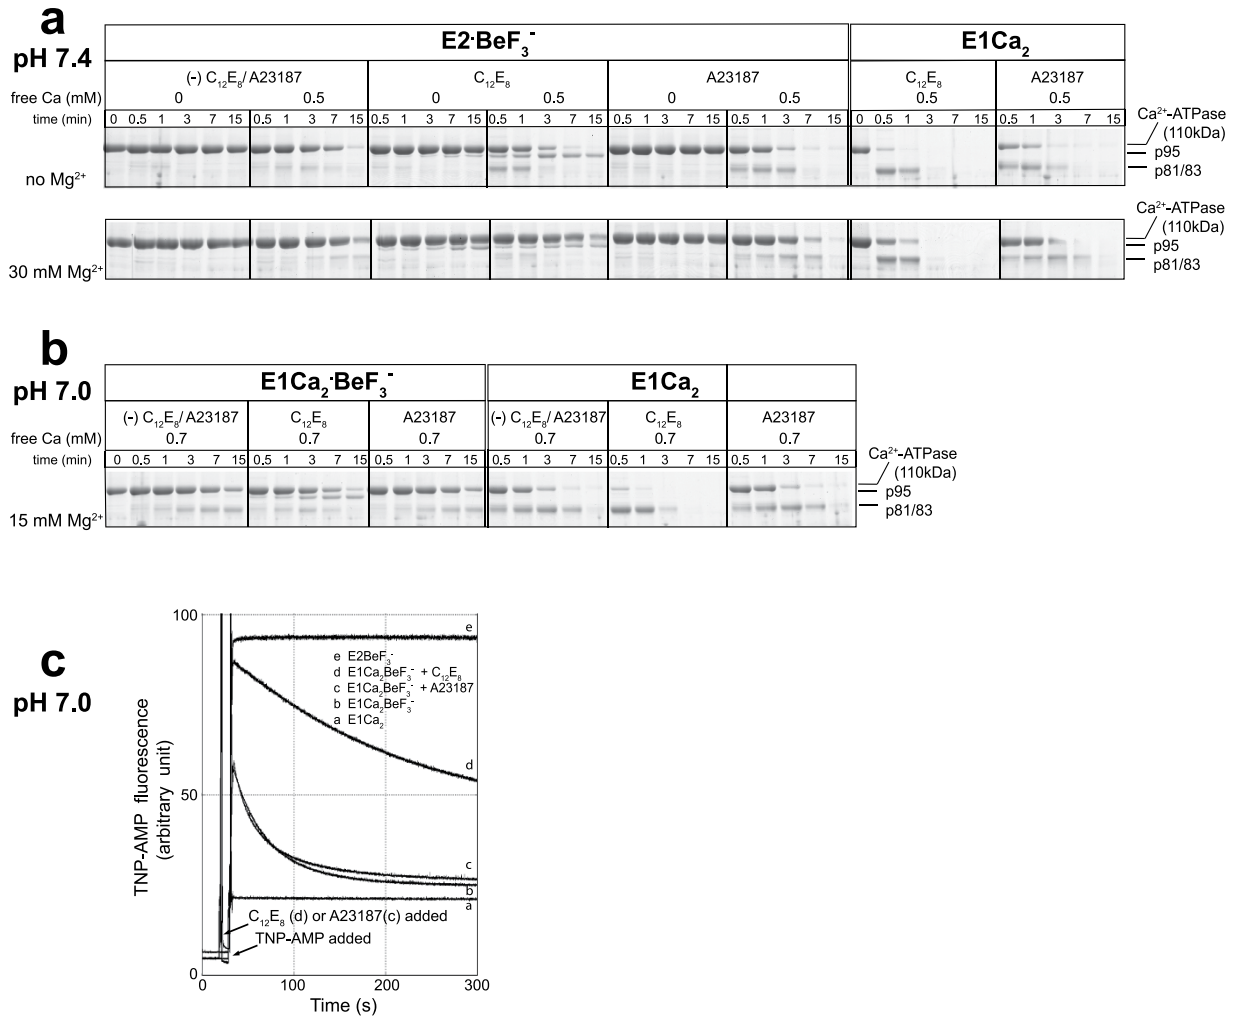 a
pH 7.4
E2·BeF₃⁻ E1Ca₂
(-) C₁₂E₈/A23187 C₁₂E₈ A23187 C₁₂E₈ A23187
free Ca (mM) 0 0.5 0 0.5 0 0.5 0.5 0.5
time (min) 0 0.5 1 3 7 15 0.5 1 3 7 15 0 0.5 1 3 7 15 0.5 1 3 7 15 0.5 1 3 7 15 0.5 1 3 7 15 0 0.5 1 3 7 15 0.5 1 3 7 15
Ca²⁺-ATPase
(110kDa)
p95
p81/83
no Mg²⁺
Ca²⁺-ATPase
(110kDa)
p95
p81/83
30 mM Mg²⁺
b
pH 7.0
E1Ca₂·BeF₃⁻ E1Ca₂
(-) C₁₂E₈/A23187 C₁₂E₈ A23187 (-) C₁₂E₈/A23187 C₁₂E₈ A23187
free Ca (mM) 0.7 0.7 0.7 0.7 0.7 0.7
time (min) 0 0.5 1 3 7 15 0.5 1 3 7 15 0.5 1 3 7 15 0.5 1 3 7 15 0.5 1 3 7 15 0.5 1 3 7 15
Ca²⁺-ATPase
(110kDa)
p95
p81/83
15 mM Mg²⁺
c
pH 7.0
TNP-AMP fluorescence
(arbitrary unit)
100
50
0
e
e E2BeF₃⁻
d E1Ca₂BeF₃⁻ + C₁₂E₈
c E1Ca₂BeF₃⁻ + A23187
b E1Ca₂BeF₃⁻
a E1Ca₂
d
c
b
a
C₁₂E₈ (d) or A23187(c) added
TNP-AMP added
0 100 200 300
Time (s)